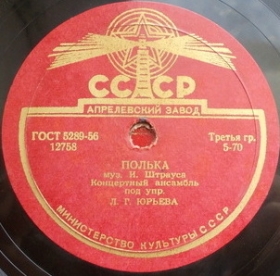 СССР
АПРЕЛЕВСКИЙ ЗАВОД
ГОСТ 5289-56
12758
Третья гр.
5-70
ПОЛЬКА
муз. И. Штрауса
Концертный ансамбль
под упр.
Л. Г. ЮРЬЕВА
МИНИСТЕРСТВО КУЛЬТУРЫ СССР